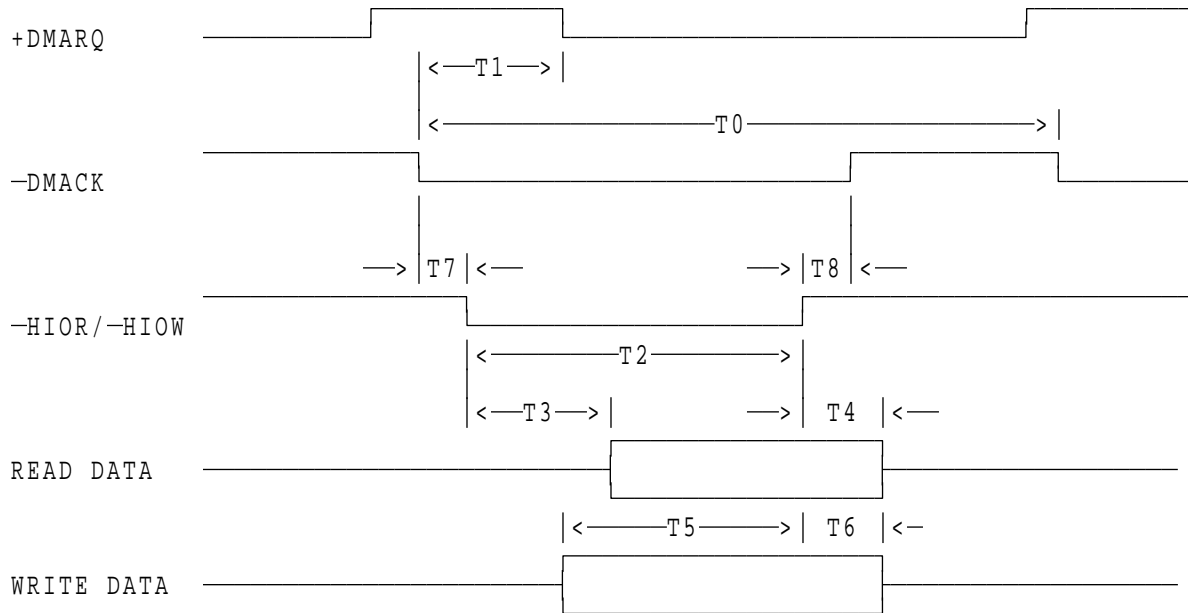 +DMARQ
T1
T0
—DMACK
T7 T8
—HIOR/—HIOW
T2
T3 T4
READ DATA
T5 T6
WRITE DATA